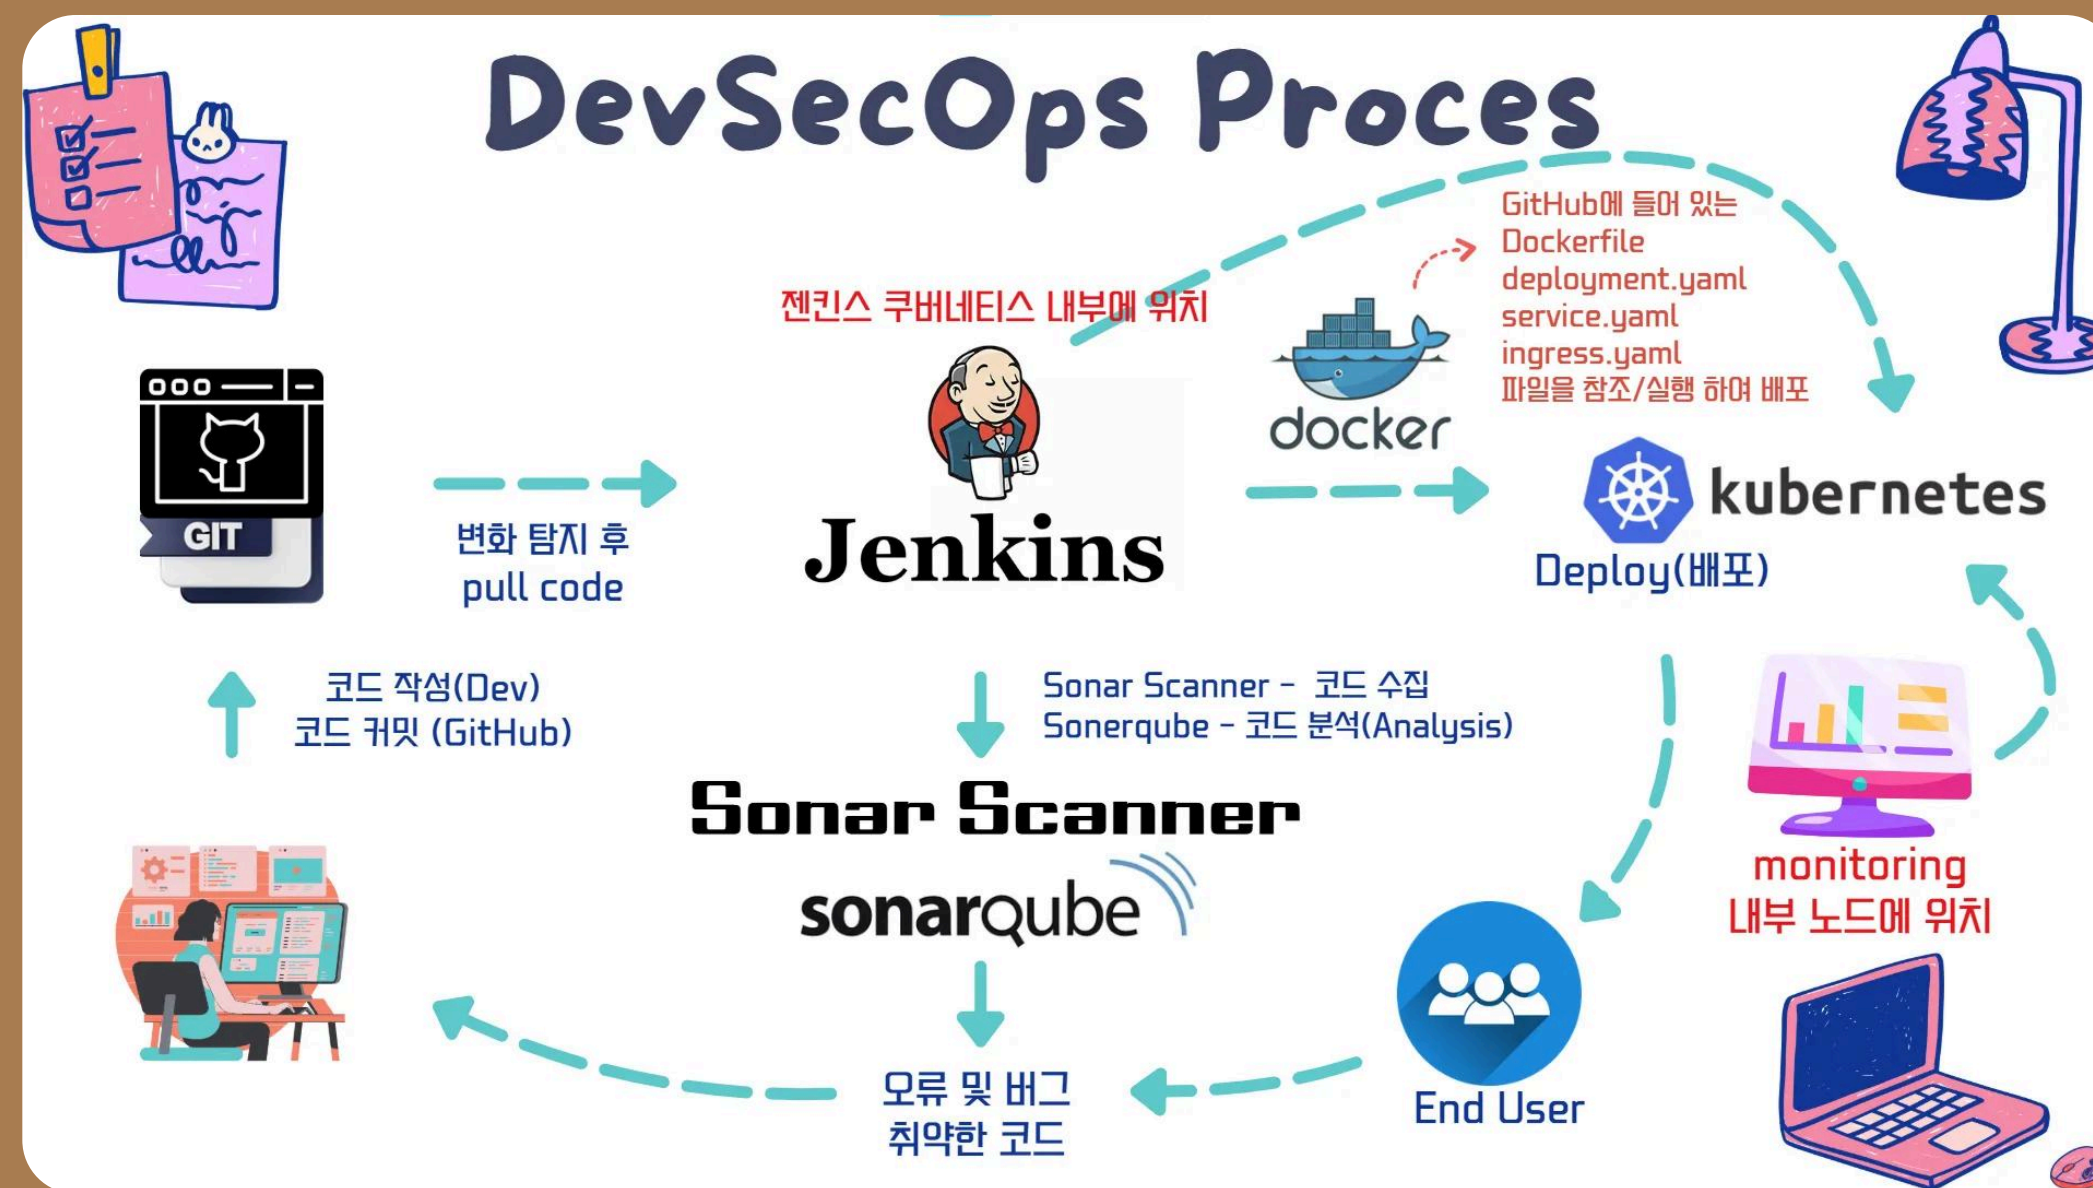 DevSecOps Proces
GitHub에 들어 있는
Dockerfile
deployment.yaml
service.yaml
ingress.yaml
파일을 참조/실행 하여 배포
젠킨스 쿠버네티스 내부에 위치
docker
GIT
변화 탐지 후
pull code
Jenkins
kubernetes
Deploy(배포)
코드 작성(Dev)
코드 커밋 (GitHub)
Sonar Scanner - 코드 수집
Sonerqube - 코드 분석(Analysis)
Sonar Scanner
sonarqube
monitoring
내부 노드에 위치
End User
오류 및 버그
취약한 코드